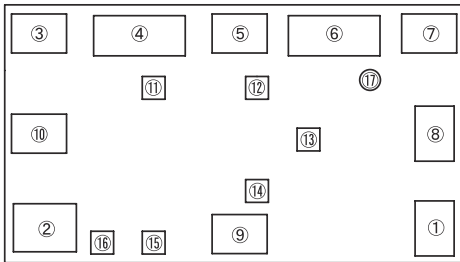 ③ ④ ⑤ ⑥ ⑦
⑪ ⑫ ⑰
⑩ ⑬ ⑧
⑭
② ⑯ ⑮ ⑨ ①